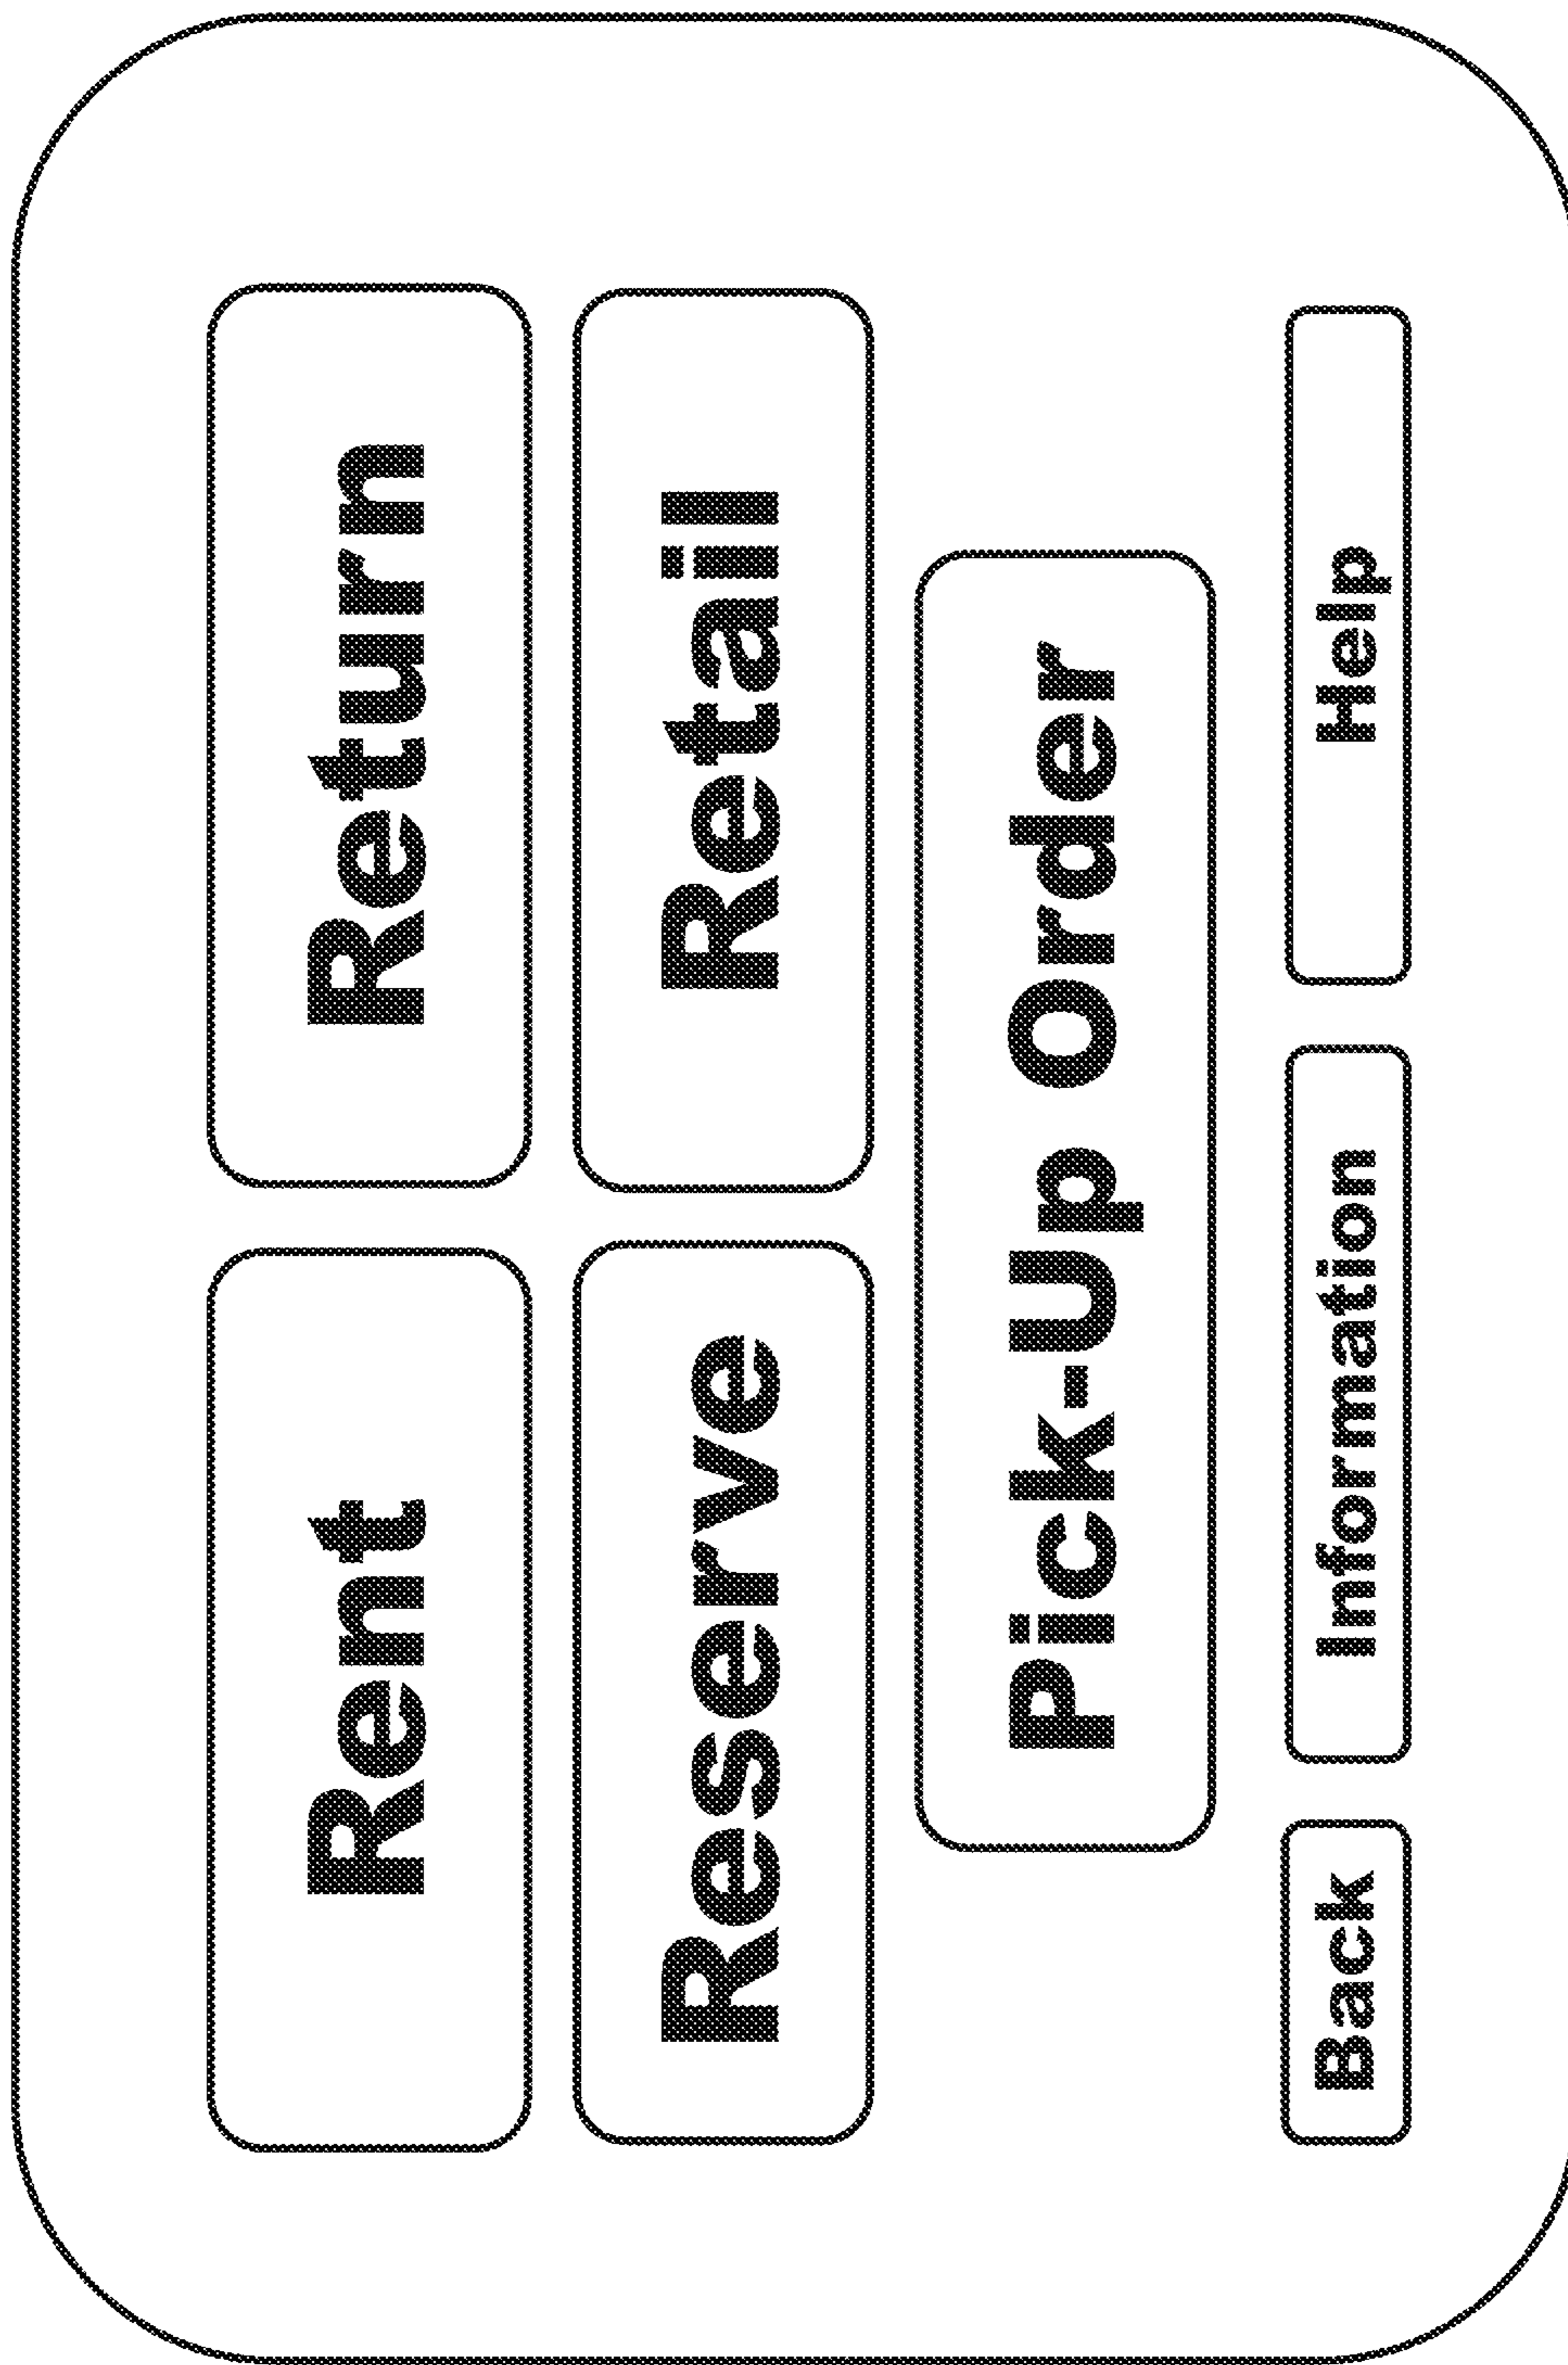 Rent Return
Reserve Retail
Pick-Up Order
Back Information Help